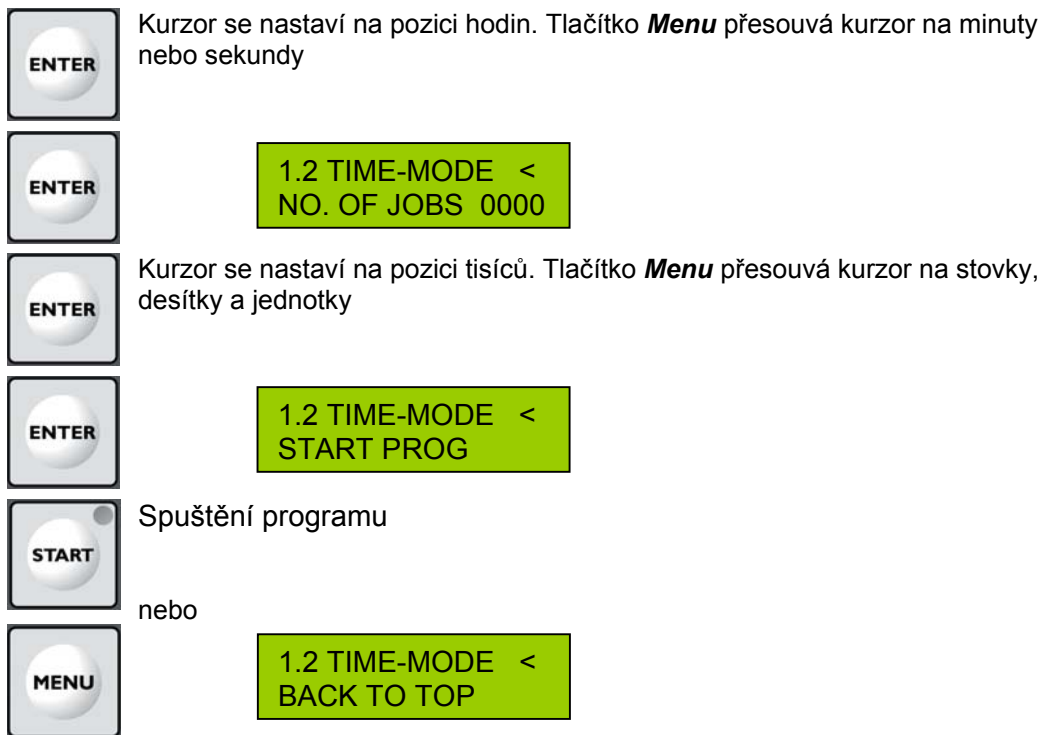 ENTER
Kurzor se nastaví na pozici hodin. Tlačítko Menu přesouvá kurzor na minuty
nebo sekundy
ENTER
1.2 TIME-MODE <
NO. OF JOBS 0000
ENTER
Kurzor se nastaví na pozici tisíců. Tlačítko Menu přesouvá kurzor na stovky,
desítky a jednotky
ENTER
1.2 TIME-MODE <
START PROG
START
Spuštění programu
nebo
MENU
1.2 TIME-MODE <
BACK TO TOP